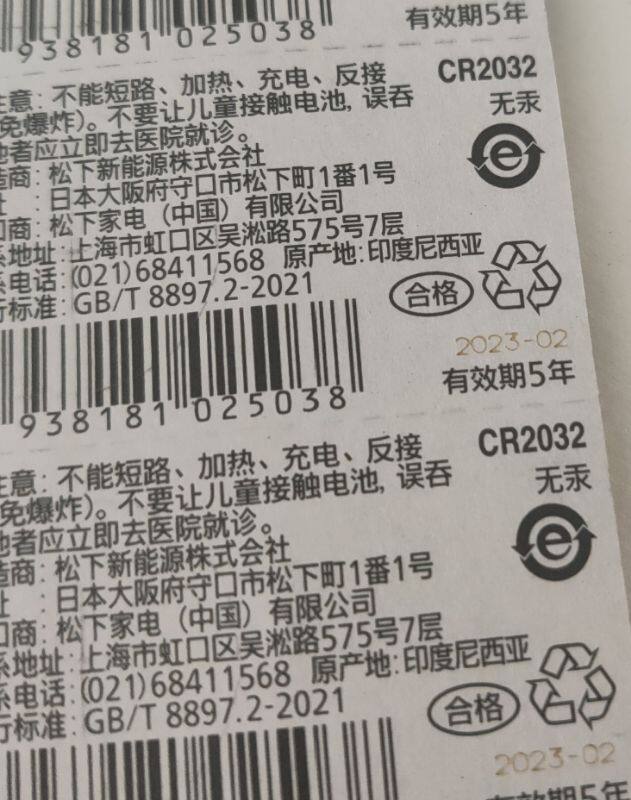 938181 025038
有效期5年
注意: 不能短路、加热、充电、反接
免爆炸)。不要让儿童接触电池, 误吞
池者应立即去医院就诊。
造商: 松下新能源株式会社
址 : 日本大阪府守口市松下町1番1号
口商: 松下家电(中国)有限公司
系地址: 上海市虹口区吴淞路575号7层
系电话: (021)68411568 原产地: 印度尼西亚
行标准: GB/T 8897.2-2021
CR2032
无汞
e
合格
2023-02
有效期5年
938181 025038
注意: 不能短路、加热、充电、反接
免爆炸)。不要让儿童接触电池, 误吞
池者应立即去医院就诊。
造商: 松下新能源株式会社
址 : 日本大阪府守口市松下町1番1号
口商: 松下家电(中国)有限公司
系地址: 上海市虹口区吴淞路575号7层
系电话: (021)68411568 原产地: 印度尼西亚
行标准: GB/T 8897.2-2021
CR2032
无汞
e
合格
2023-02
有效期5年